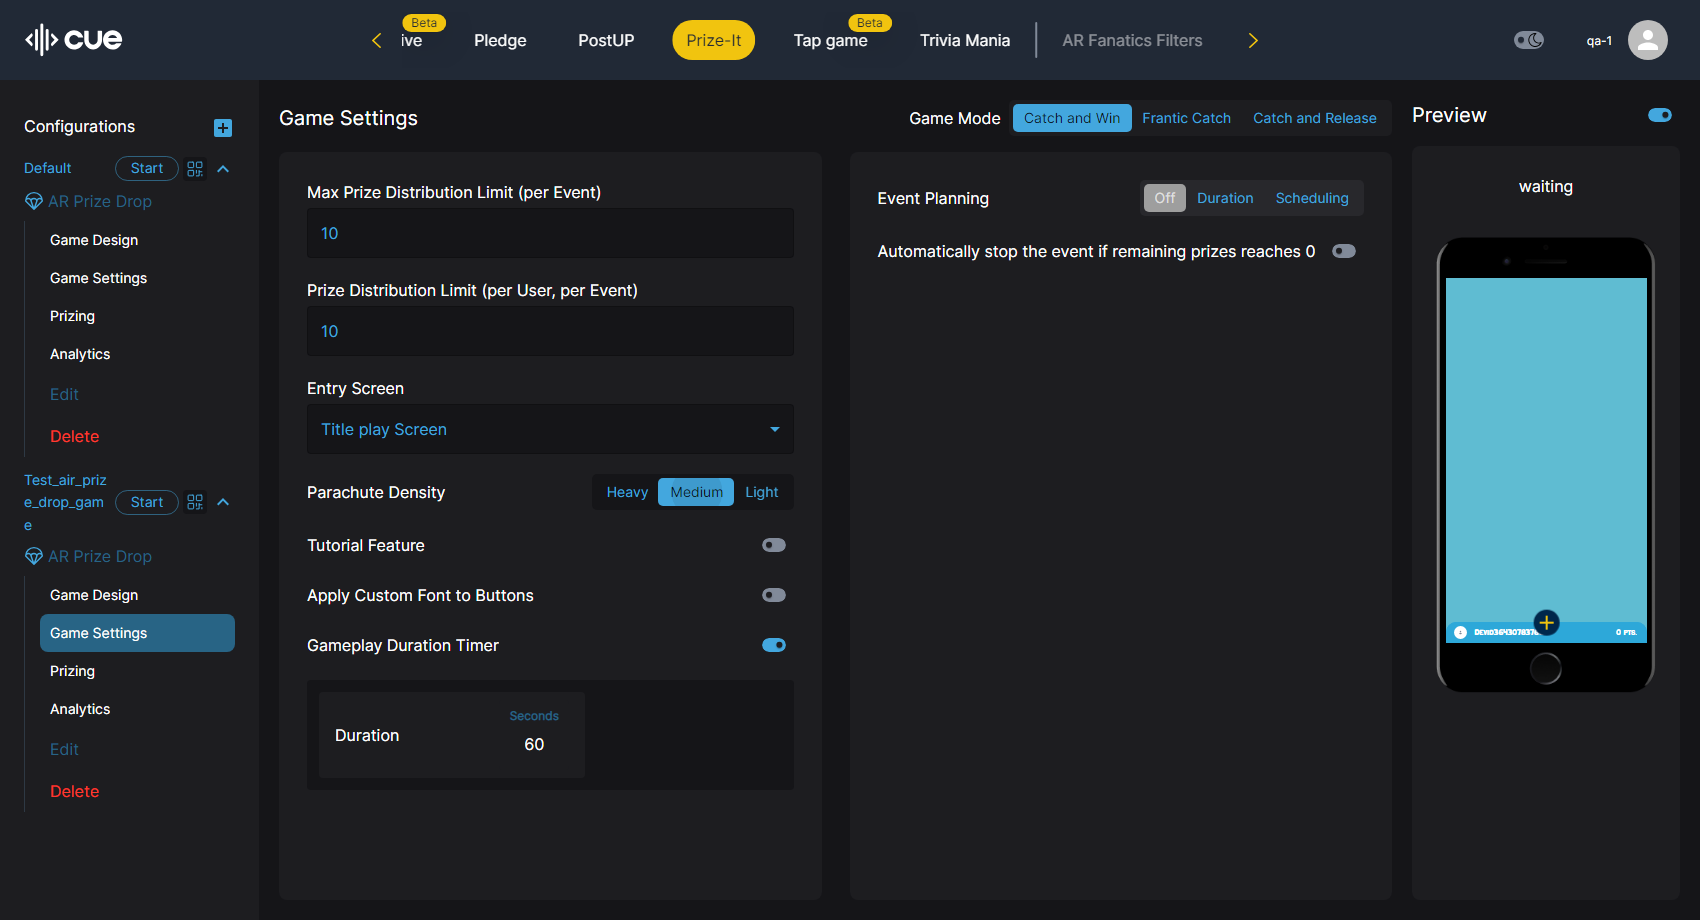 cue
Beta
ive
Pledge
PostUP
Prize-It
Beta
Tap game
Trivia Mania
AR Fanatics Filters
qa-1
Configurations
Default
Start
AR Prize Drop
Game Design
Game Settings
Prizing
Analytics
Edit
Delete
Test_air_priz
e_drop_gam
e
Start
AR Prize Drop
Game Design
Game Settings
Prizing
Analytics
Edit
Delete
Game Settings
Game Mode
Catch and Win
Frantic Catch
Catch and Release
Max Prize Distribution Limit (per Event)
10
Prize Distribution Limit (per User, per Event)
10
Entry Screen
Title play Screen
Parachute Density
Heavy
Medium
Light
Tutorial Feature
Apply Custom Font to Buttons
Gameplay Duration Timer
Duration
Seconds
60
Event Planning
Off
Duration
Scheduling
Automatically stop the event if remaining prizes reaches 0
Preview
waiting
0 PTS.